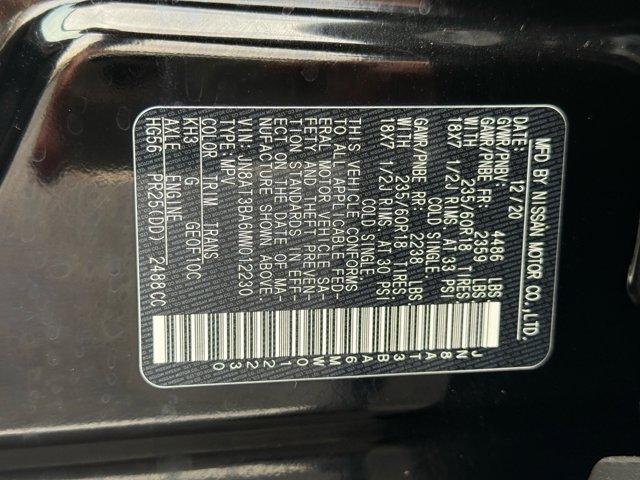 MFD. BY NISSAN MOTOR CO.,LTD.
DATE: 12/20
GVWR/PNBV: 4486 LBS
GAWR/PNBE FR: 2359 LBS
WITH 235/60R18 TIRES,
18X7 1/2J RIMS AT 33 PSI
COLD SINGLE
GAWR/PNBE RR: 2238 LBS
WITH 235/60R18 TIRES,
18X7 1/2J RIMS AT 30 PSI
COLD SINGLE
THIS VEHICLE CONFORMS
TO ALL APPLICABLE FED-
ERAL MOTOR VEHICLE SA-
FETY AND THEFT PREVEN-
TION STANDARDS IN EFF-
ECT ON THE DATE OF MA-
NUFACTURE SHOWN ABOVE.
VIN: JN8AT3BA6MW012230
TYPE: MPV
COLOR TRIM TRANS
KH3 G GE0F10C
AXLE ENGINE
HG56 PR25(DD) 2488CC
JN8AT3BA6MW012230